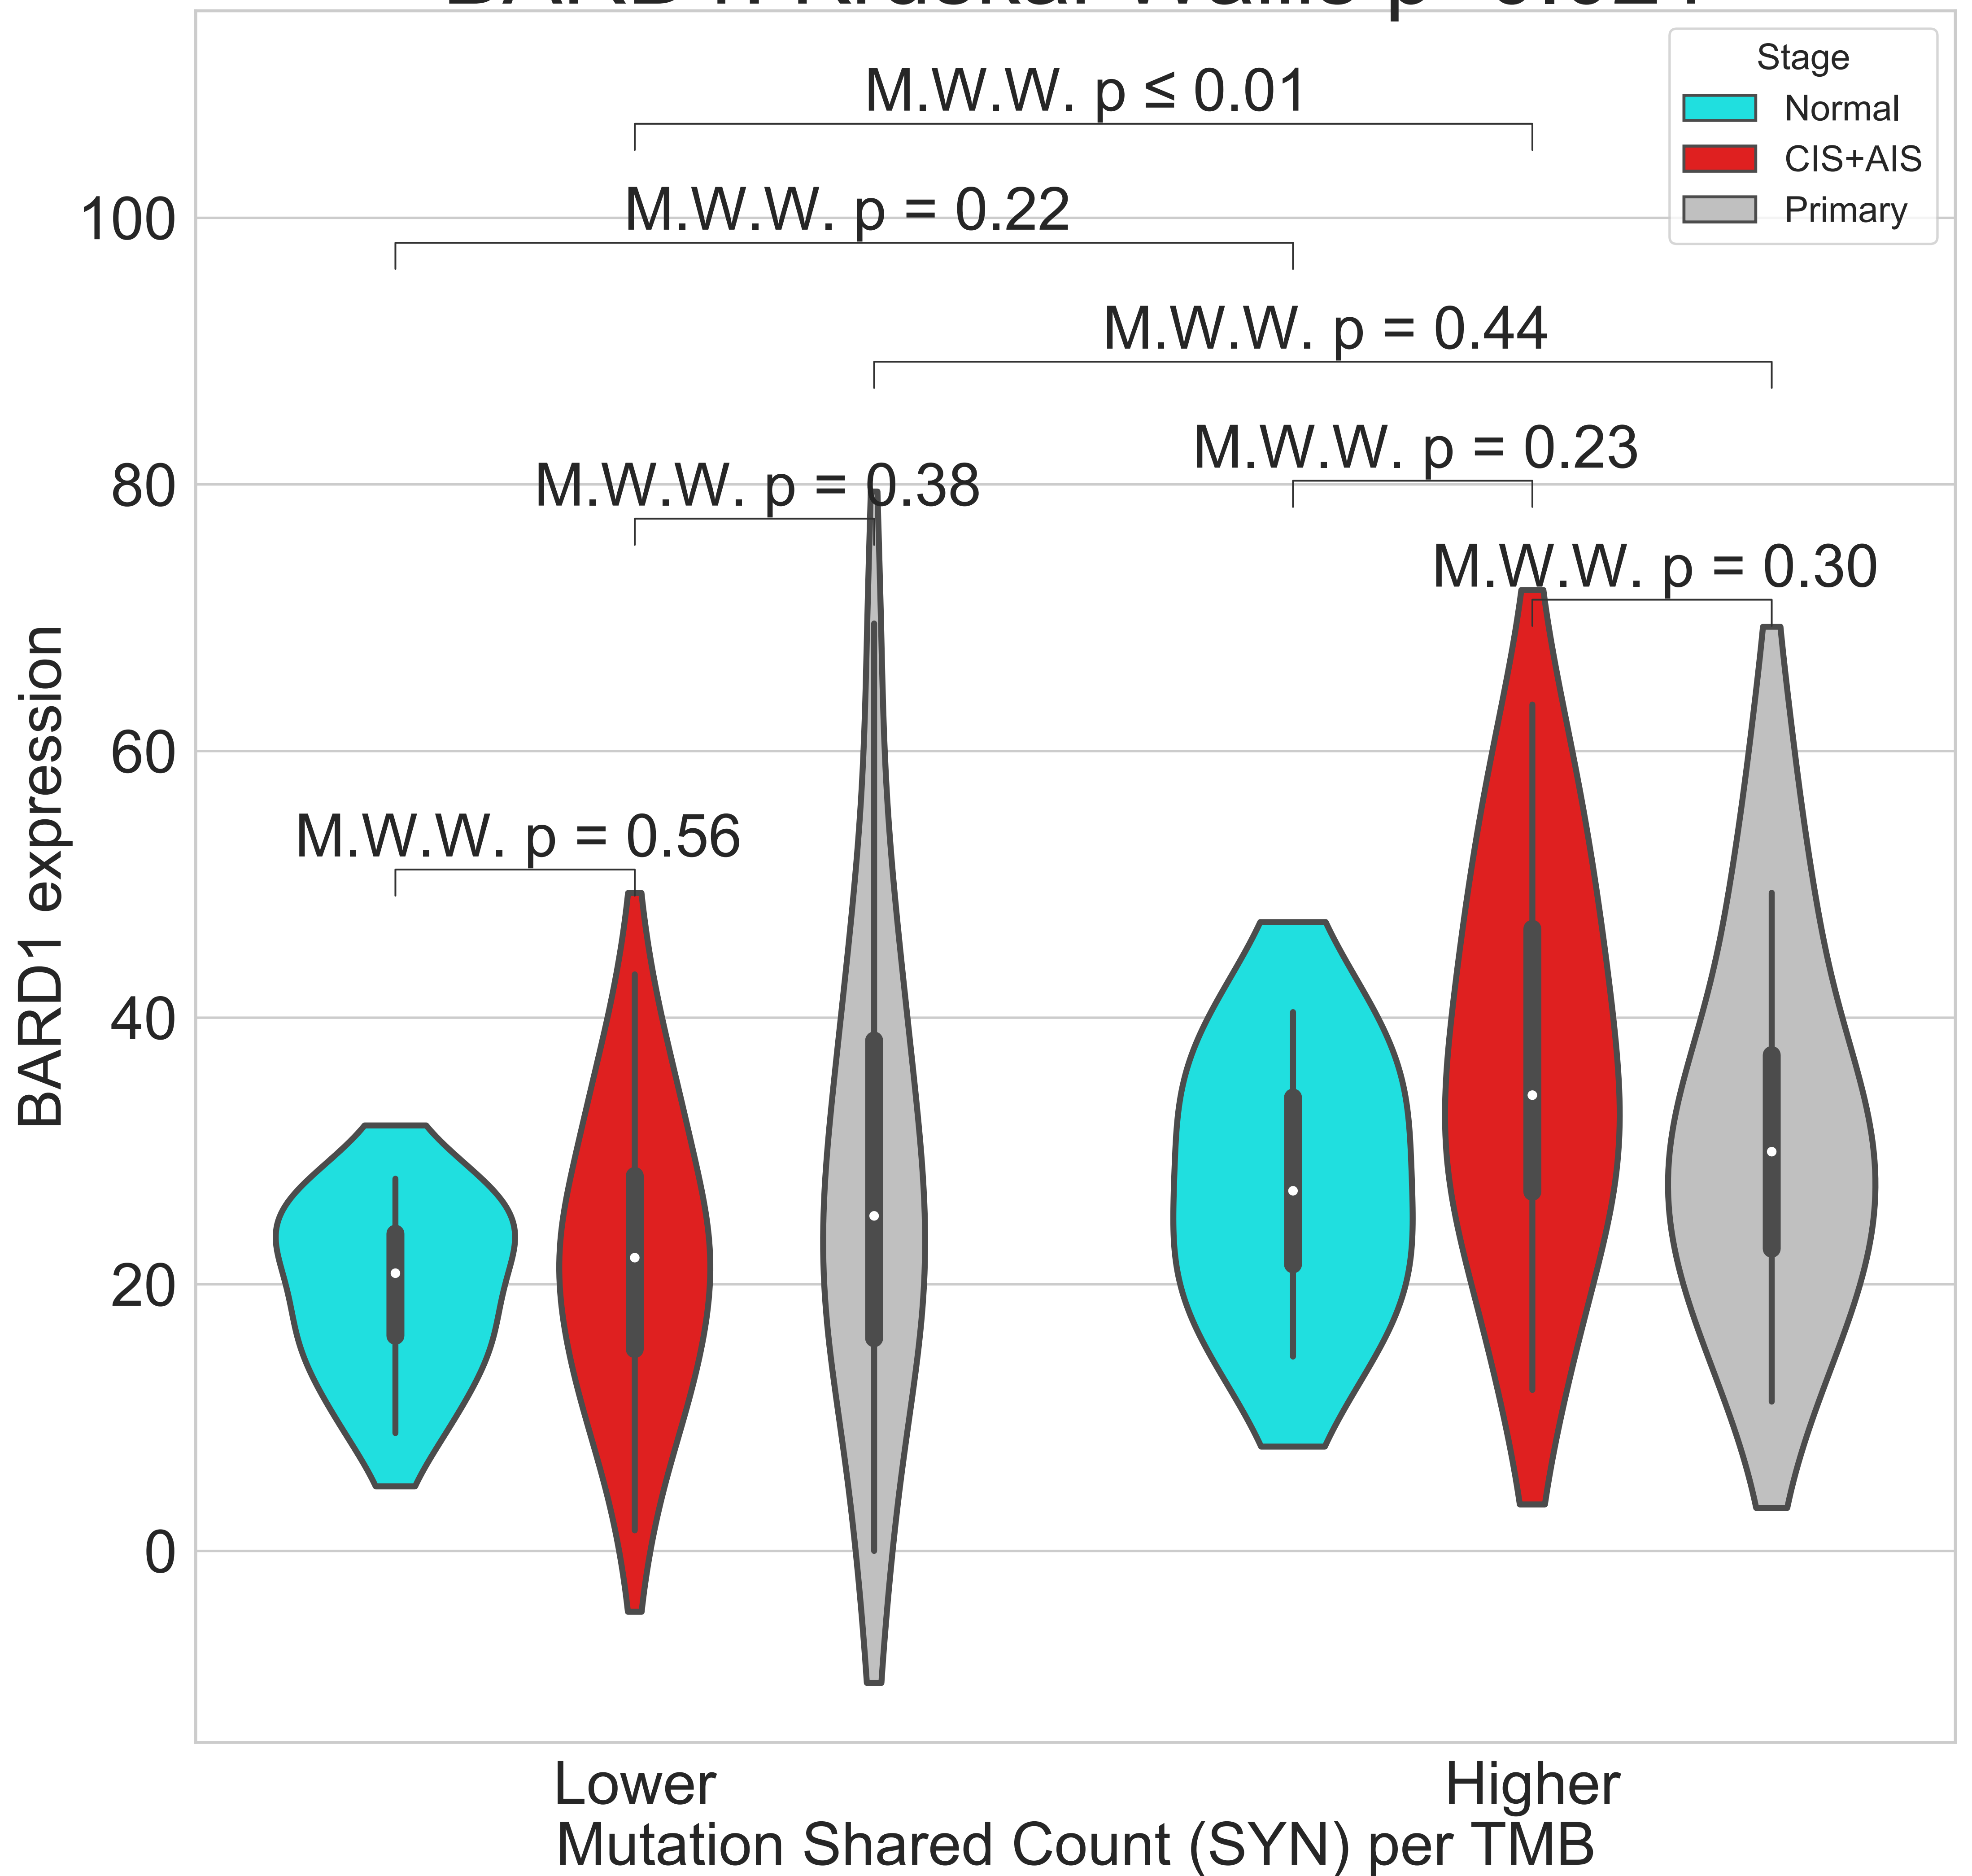 Stage
Normal
CIS+AIS
Primary
M.W.W. p ≤ 0.01
M.W.W. p = 0.22
M.W.W. p = 0.44
M.W.W. p = 0.23
M.W.W. p = 0.38
M.W.W. p = 0.30
M.W.W. p = 0.56
100
80
60
40
20
0
BARD1 expression
Lower
Higher
Mutation Shared Count (SYN) per TMB